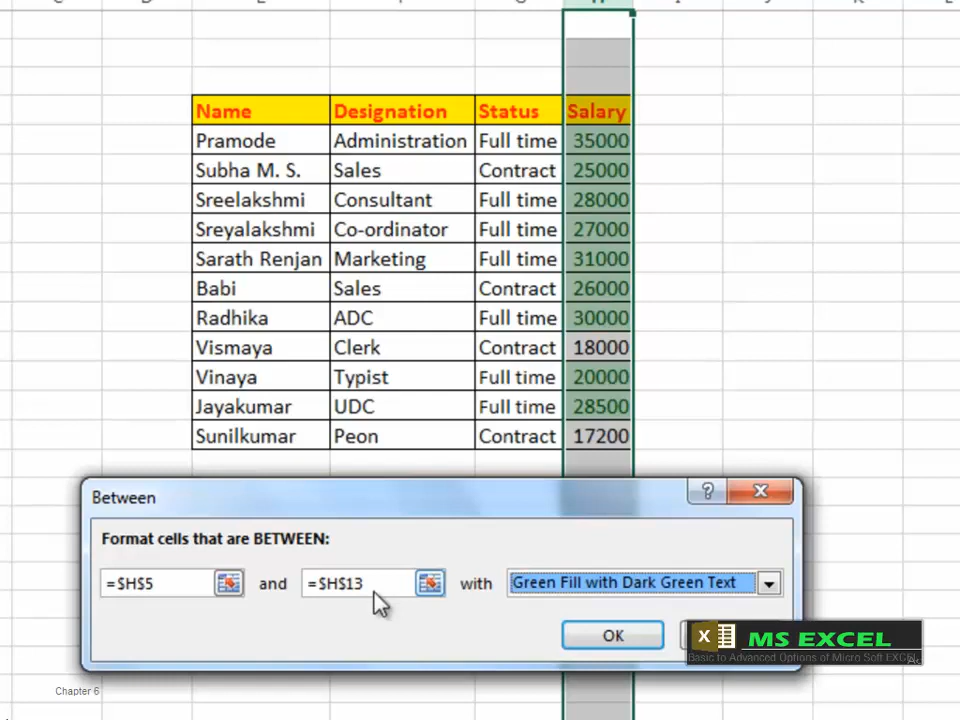 Name Designation Status Salary
Pramode Administration Full time 35000
Subha M. S. Sales Contract 25000
Sreelakshmi Consultant Full time 28000
Sreyalakshmi Co-ordinator Full time 27000
Sarath Renjan Marketing Full time 31000
Babi Sales Contract 26000
Radhika ADC Full time 30000
Vismaya Clerk Contract 18000
Vinaya Typist Full time 20000
Jayakumar UDC Full time 28500
Sunilkumar Peon Contract 17200
Between
Format cells that are BETWEEN:
=$H$5 and =$H$13 with Green Fill with Dark Green Text
OK
MS EXCEL
Basic to Advanced Options of Micro Soft EXCEL
Chapter 6